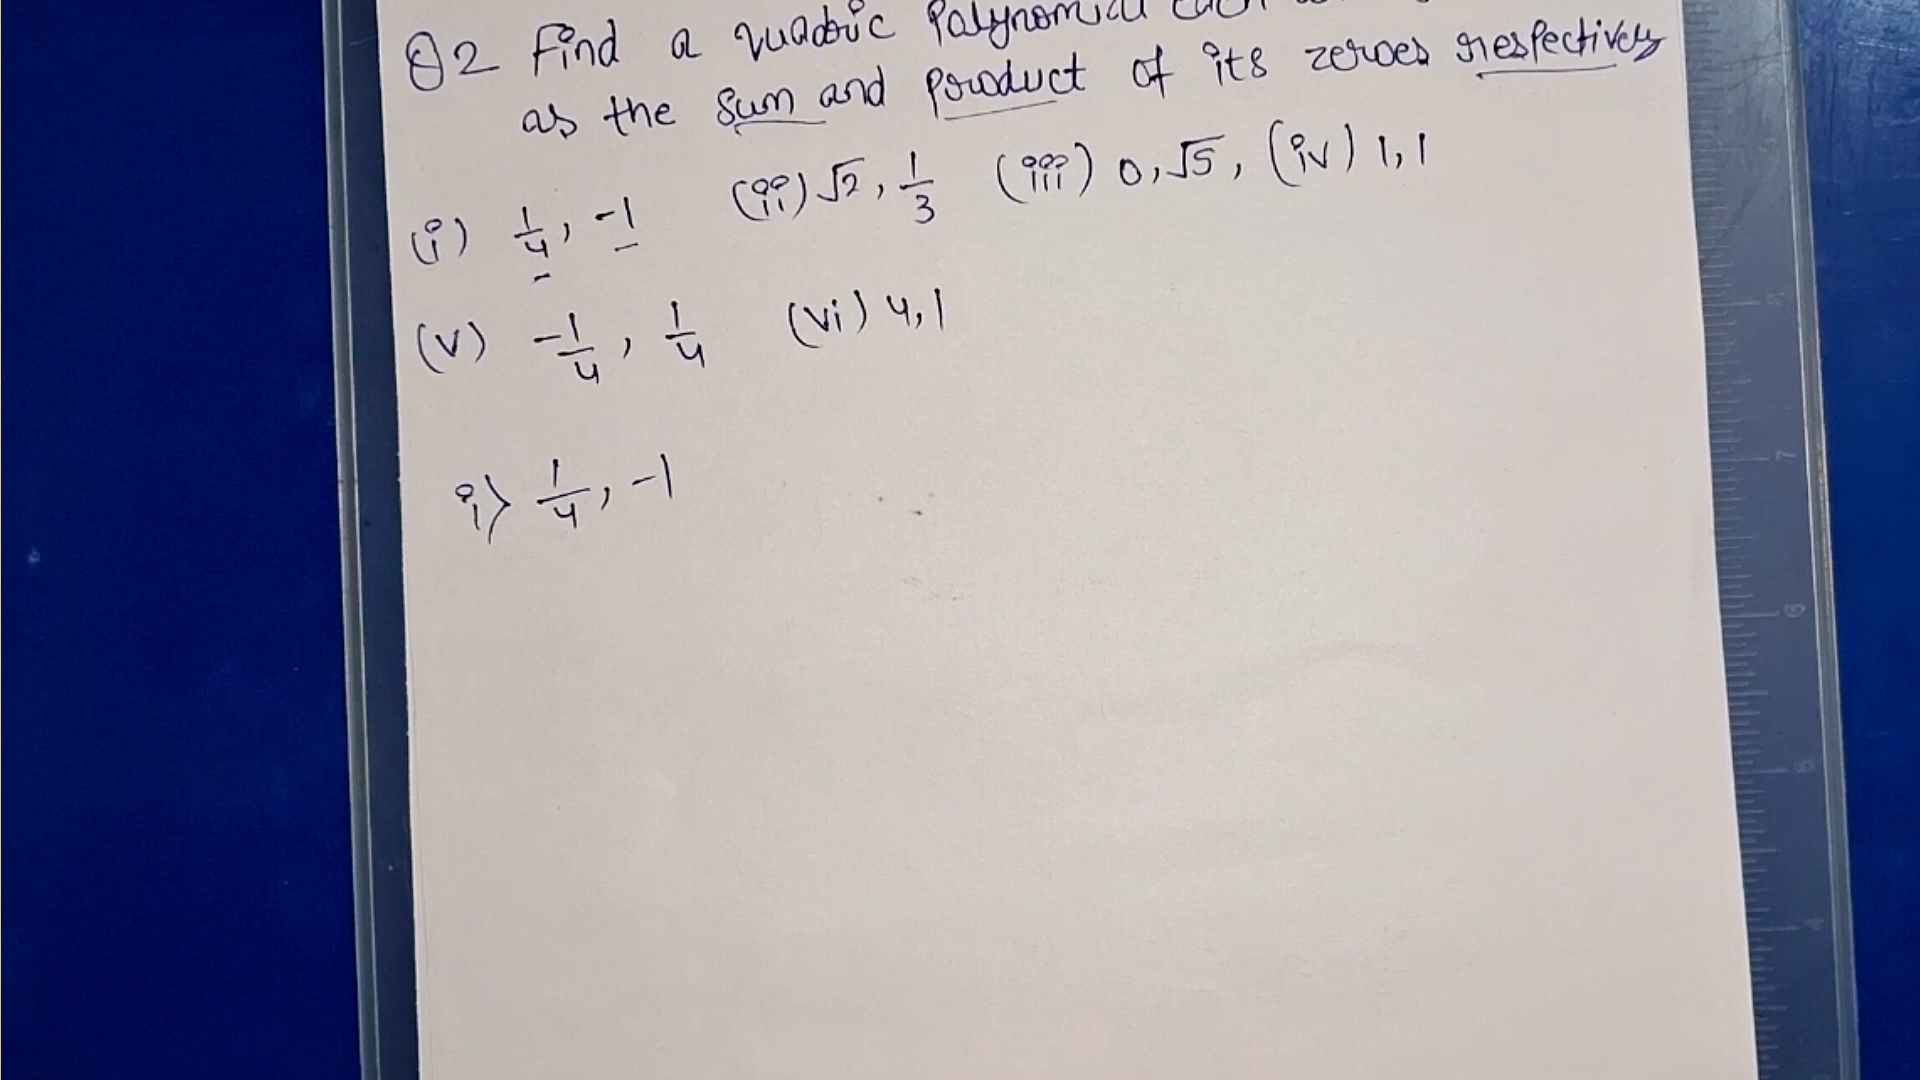 Q2 Find a quadric Polynomial
as the sum and product of its zeroes respectively
(i) 1/4, -1 (ii) √2, 1/3 (iii) 0, √5, (iv) 1, 1
(v) -1/4, 1/4 (vi) 4, 1
i) 1/4, -1